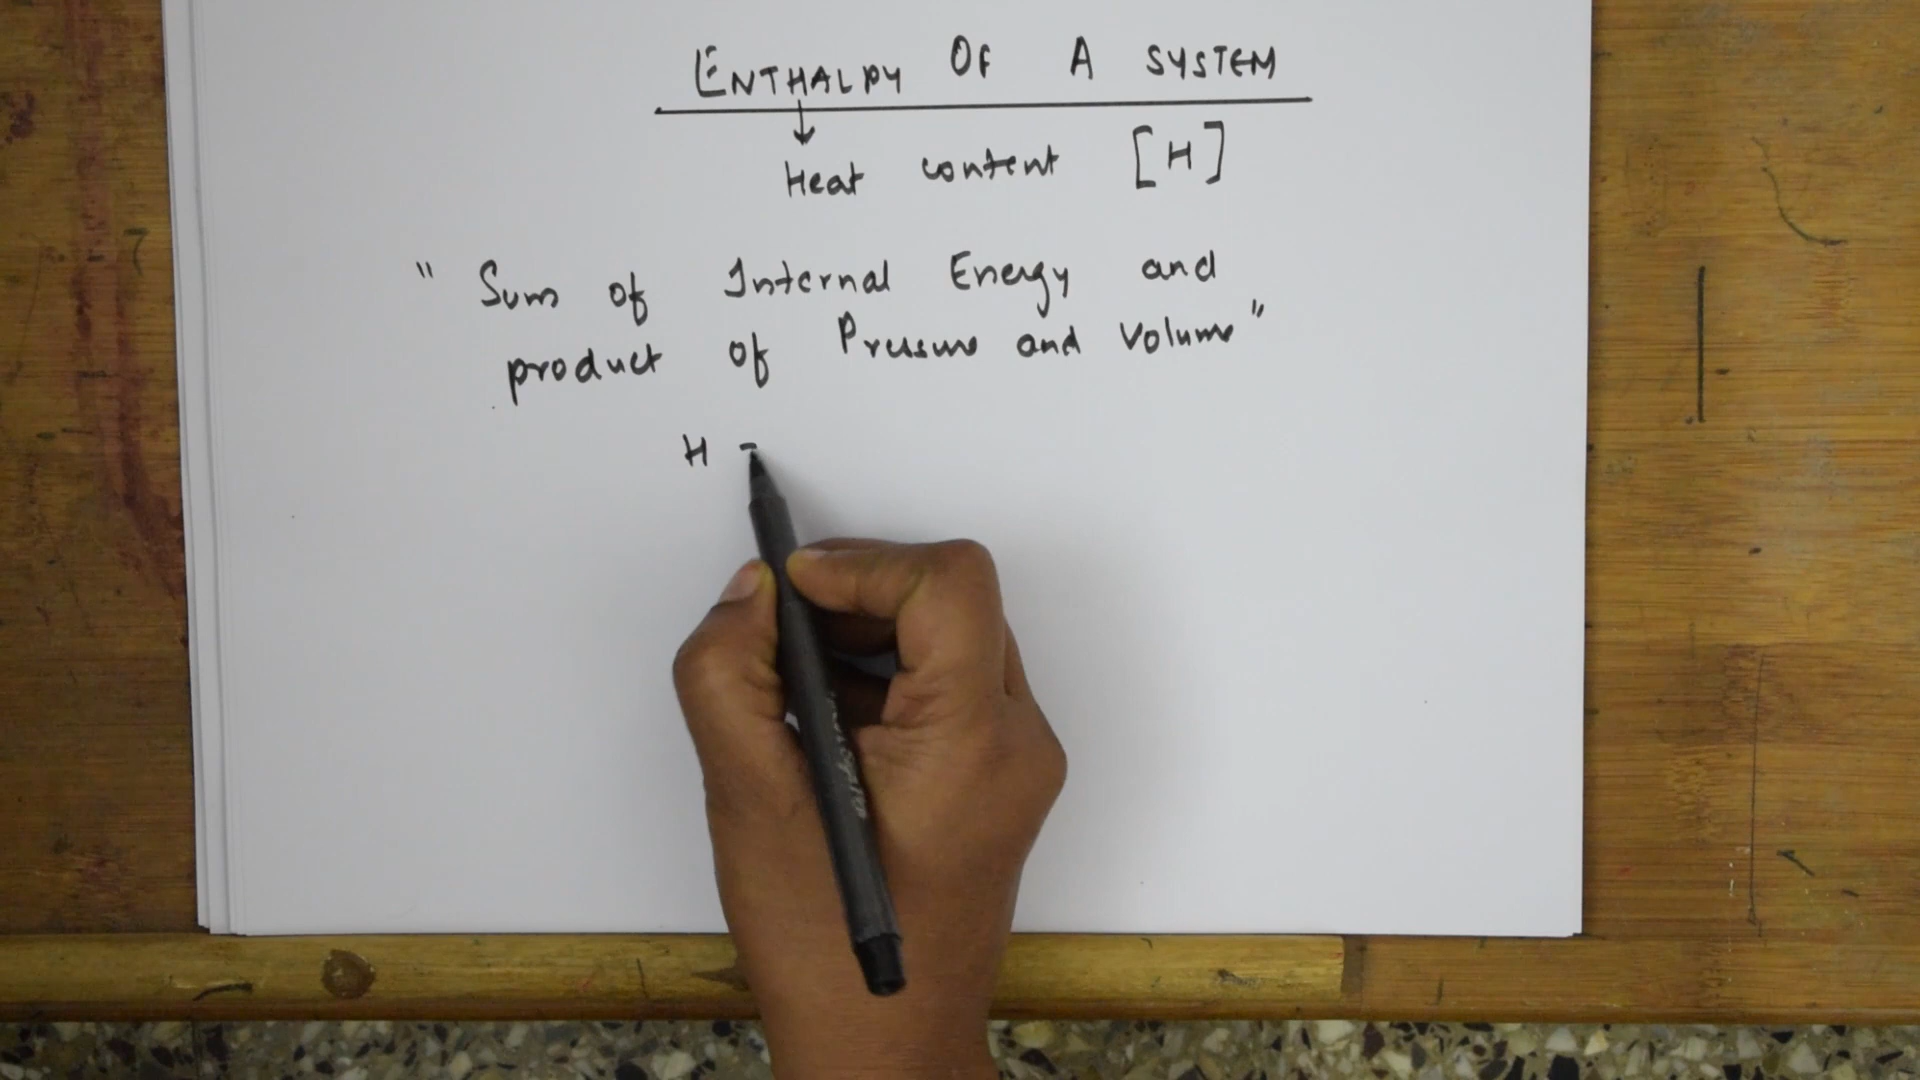 ENTHALPY OF A SYSTEM
Heat content [H]
" Sum of Internal Energy and
product of Pressure and Volume"
H -